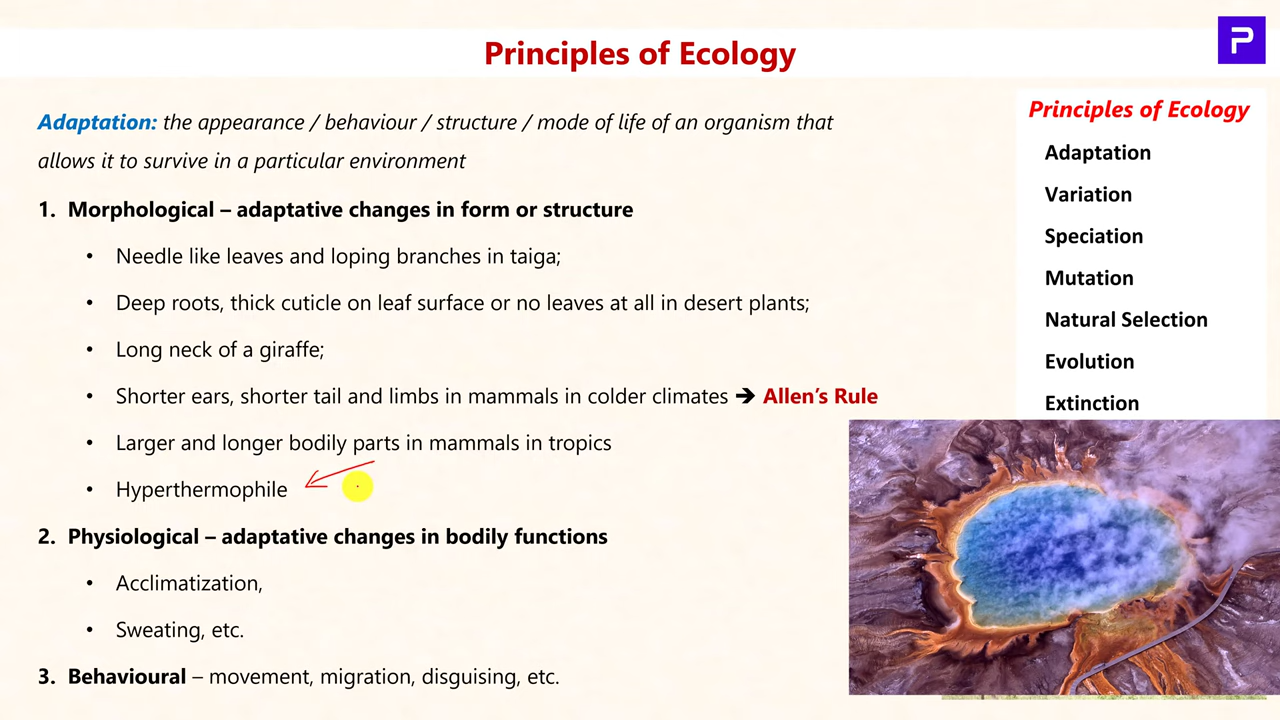 Principles of Ecology
P
Adaptation: the appearance / behaviour / structure / mode of life of an organism that
allows it to survive in a particular environment
1. Morphological – adaptative changes in form or structure
• Needle like leaves and loping branches in taiga;
• Deep roots, thick cuticle on leaf surface or no leaves at all in desert plants;
• Long neck of a giraffe;
• Shorter ears, shorter tail and limbs in mammals in colder climates ➔ Allen’s Rule
• Larger and longer bodily parts in mammals in tropics
• Hyperthermophile
2. Physiological – adaptative changes in bodily functions
• Acclimatization,
• Sweating, etc.
3. Behavioural – movement, migration, disguising, etc.
Principles of Ecology
Adaptation
Variation
Speciation
Mutation
Natural Selection
Evolution
Extinction